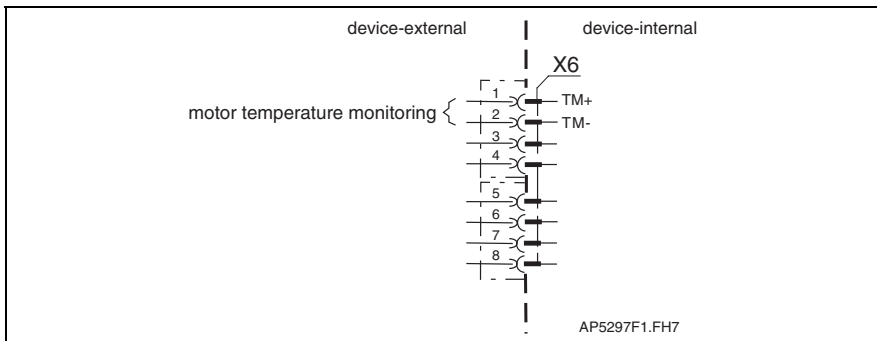 device-external device-internal
X6
1 TM+
motor temperature monitoring
2 TM-
3
4
5
6
7
8
AP5297F1.FH7